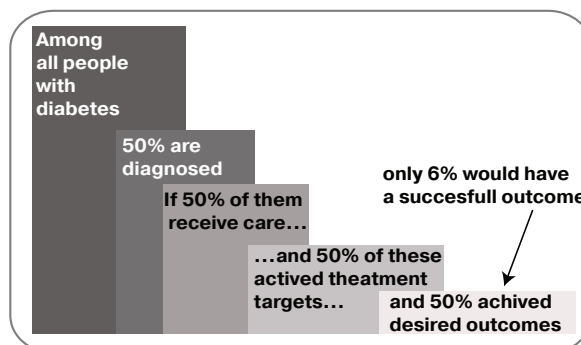 Among
all people
with
diabetes
50% are
diagnosed
If 50% of them
receive care...
...and 50% of these
actived theatment
targets...
only 6% would have
a succesfull outcome
and 50% achived
desired outcomes